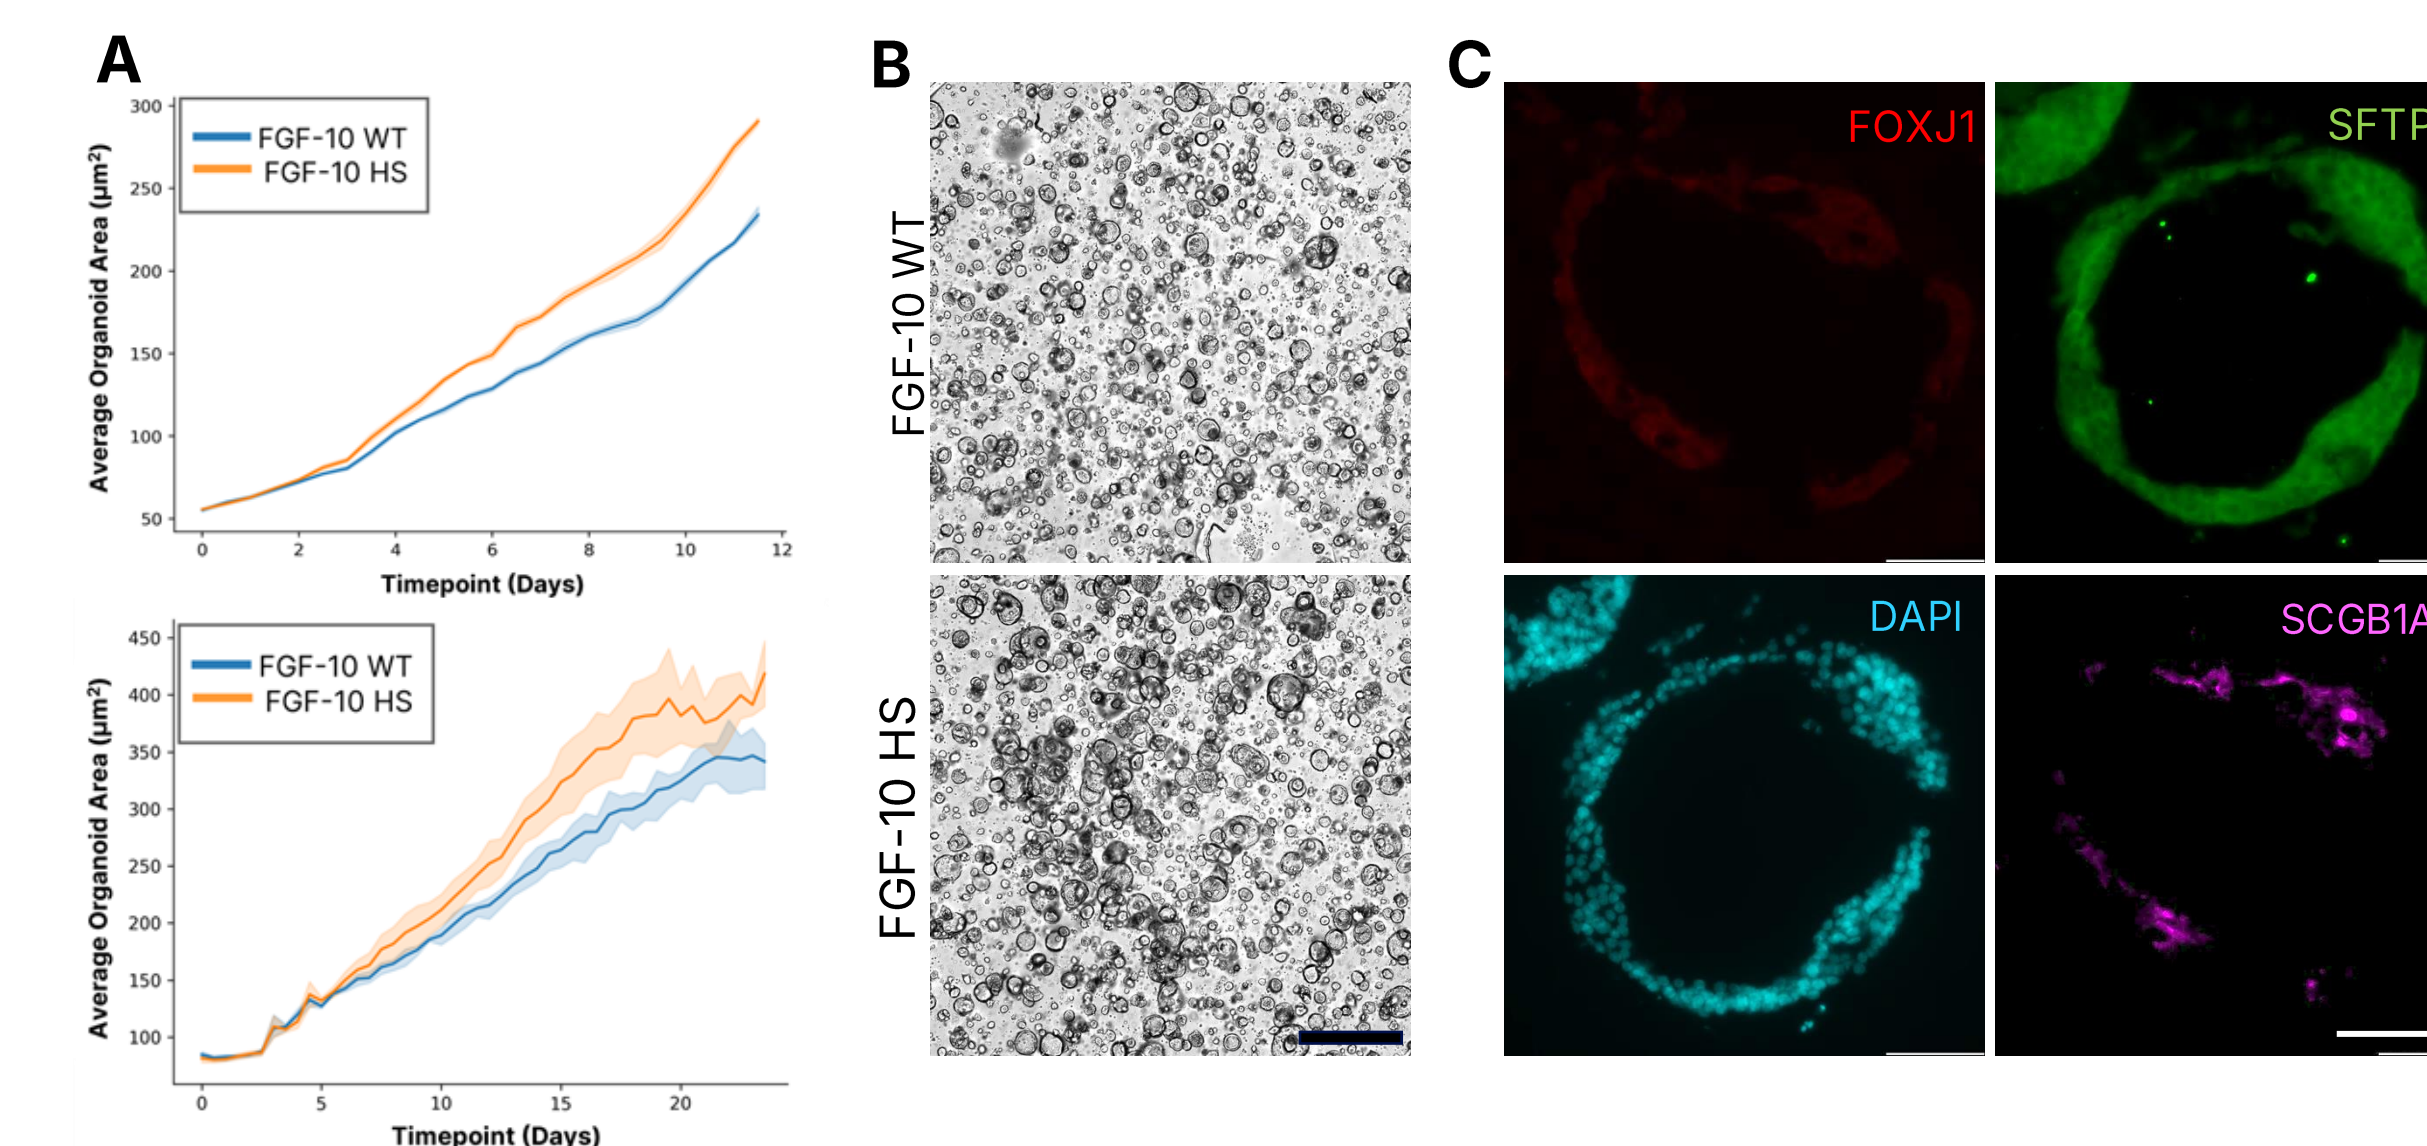 A
300
250
200
150
100
50
Average Organoid Area (µm²)
FGF-10 WT
FGF-10 HS
0 2 4 6 8 10 12
Timepoint (Days)
450
400
350
300
250
200
150
100
Average Organoid Area (µm²)
FGF-10 WT
FGF-10 HS
0 5 10 15 20
Timepoint (Days)
B
FGF-10 WT
FGF-10 HS
C
FOXJ1
SFTP
DAPI
SCGB1A